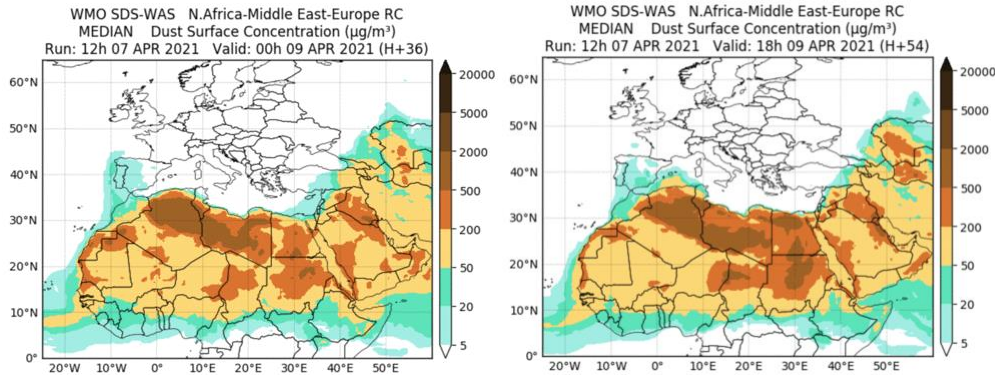 WMO SDS-WAS N.Africa-Middle East-Europe RC
MEDIAN Dust Surface Concentration (µg/m³)
Run: 12h 07 APR 2021 Valid: 00h 09 APR 2021 (H+36)
60°N
50°N
40°N
30°N
20°N
10°N
0°
20°W 10°W 0° 10°E 20°E 30°E 40°E 50°E
20000
5000
2000
500
200
50
20
5
WMO SDS-WAS N.Africa-Middle East-Europe RC
MEDIAN Dust Surface Concentration (µg/m³)
Run: 12h 07 APR 2021 Valid: 18h 09 APR 2021 (H+54)
60°N
50°N
40°N
30°N
20°N
10°N
0°
20°W 10°W 0° 10°E 20°E 30°E 40°E 50°E
20000
5000
2000
500
200
50
20
5